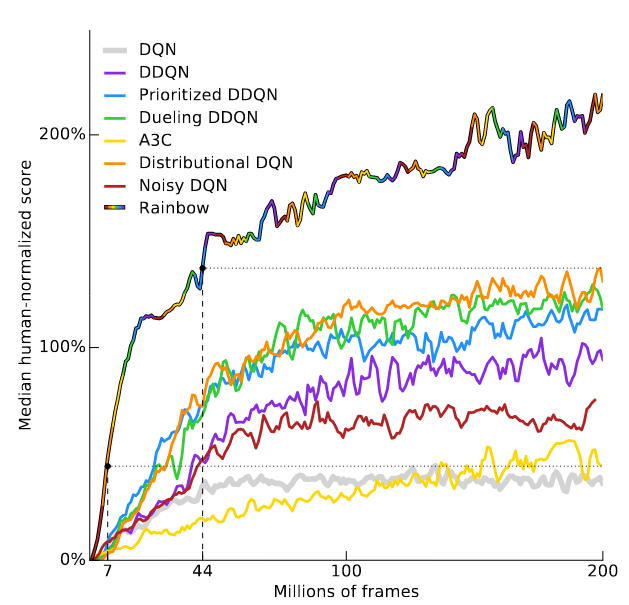 DQN
DDQN
Prioritized DDQN
Dueling DDQN
A3C
Distributional DQN
Noisy DQN
Rainbow
200%
100%
0%
Median human-normalized score
7
44
100
200
Millions of frames